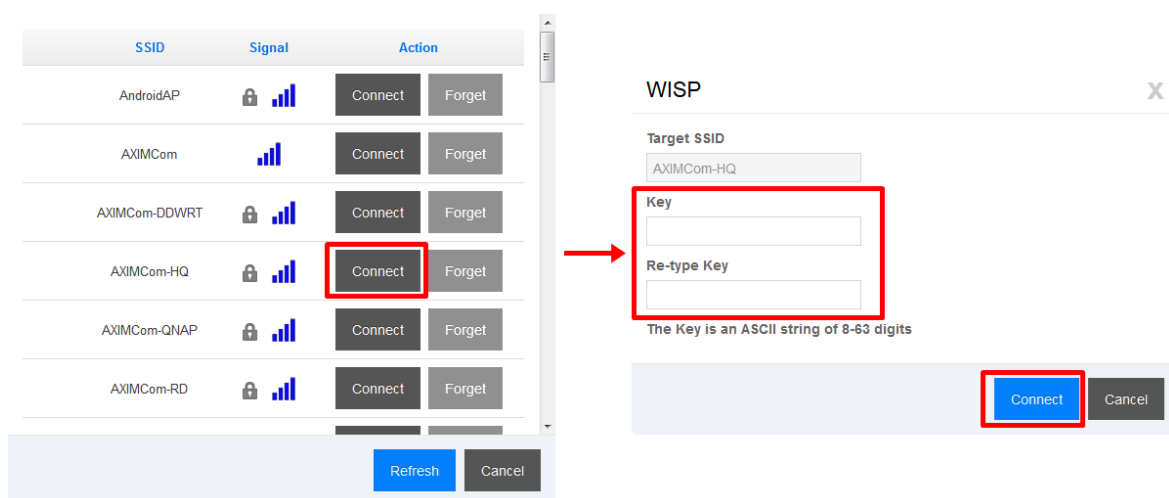 SSID Signal Action
AndroidAP Connect Forget
AXIMCom Connect Forget
AXIMCom-DDWRT Connect Forget
AXIMCom-HQ Connect Forget
AXIMCom-QNAP Connect Forget
AXIMCom-RD Connect Forget
Refresh Cancel
WISP X
Target SSID
AXIMCom-HQ
Key
Re-type Key
The Key is an ASCII string of 8-63 digits
Connect Cancel